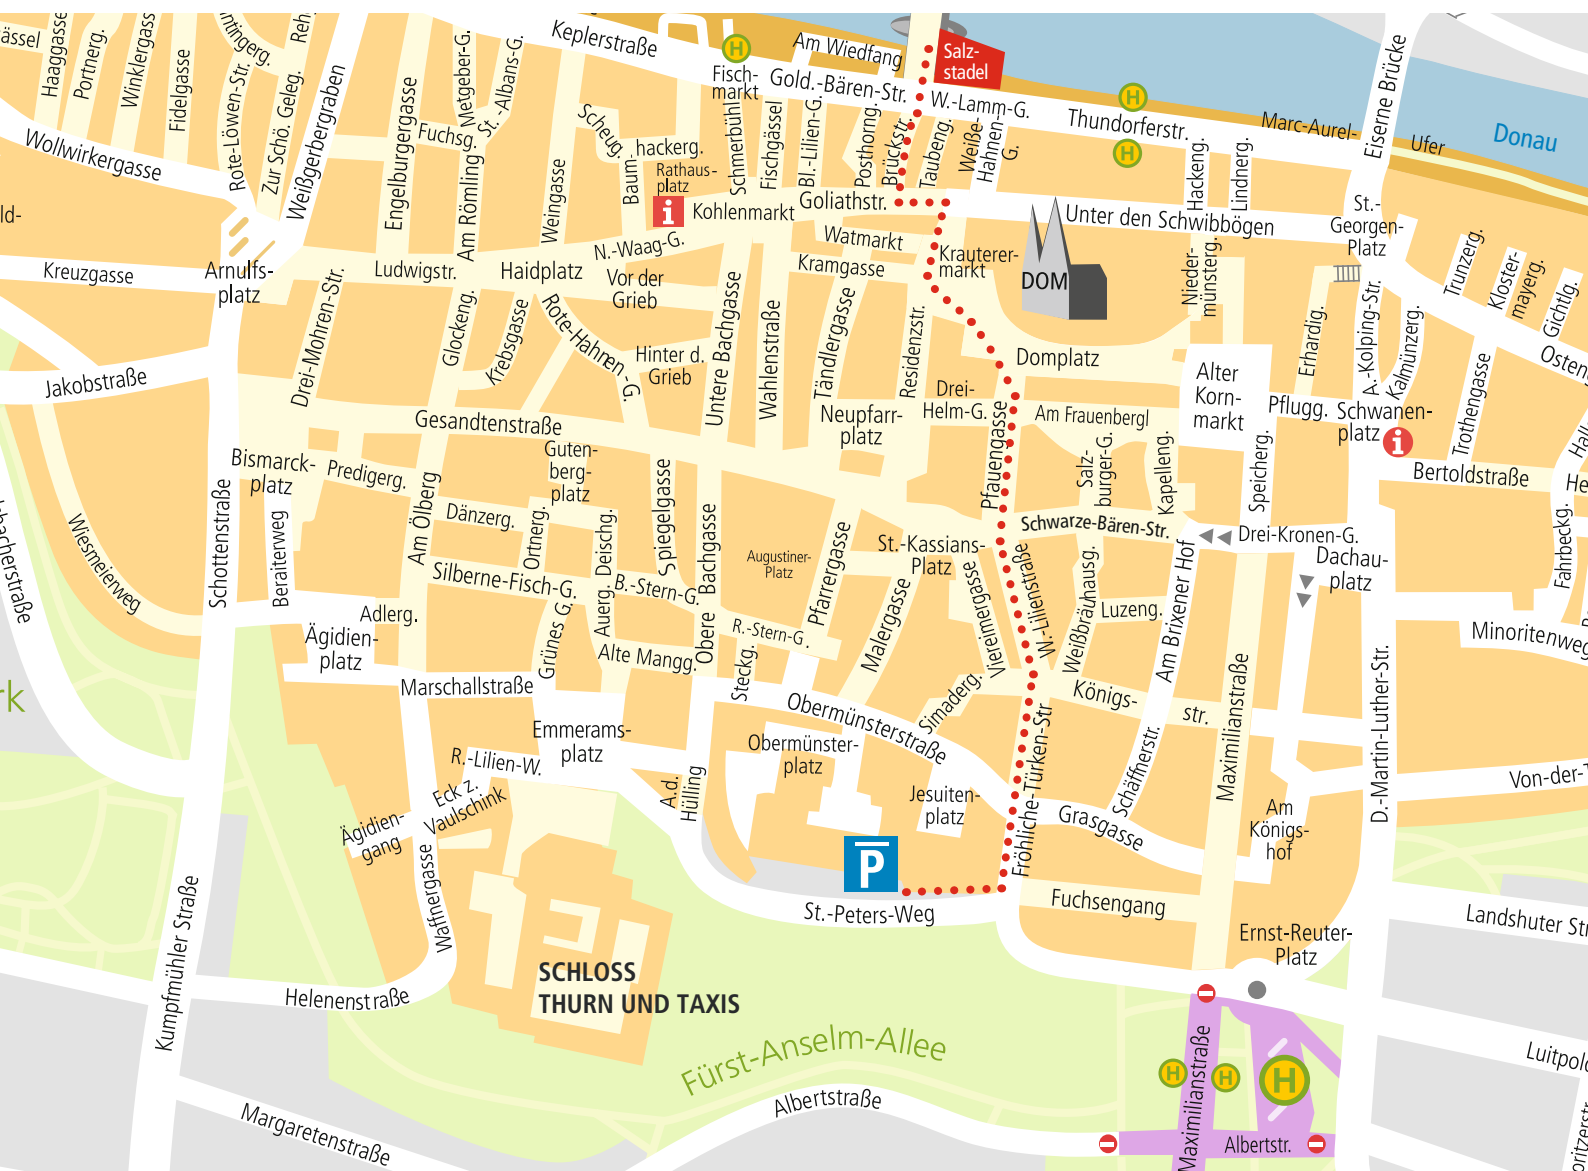 ässel
Haaggasse
Portnerg.
Winklergass
Fidelgasse
Wollwirkergasse
Rote-Löwen-Str.
Zur Schö. Geleg.
Reh
Weißgerbergraben
Engelburgergasse
Metgeber-G.
St. -Albans-G.
Fuchsg.
Am Römling
Keplerstraße
Weingasse
Scheug.
Baum-
hackerg.
Rathaus-
platz
i
Fisch-
markt
H
Am Wiedfang
Gold.-Bären-Str.
Schmerbühl
Fischgässel
Bl.-Lilien-G.
Posthorng.
Brückstr.
Taubeng.
Salz-
stadel
W.-Lamm-G.
Weiße-
Hahnen-
G.
H
Thundorferstr.
H
Marc-Aurel-
Ufer
Eiserne Brücke
Donau
Hackeng.
Lindnerg.
ld-
Kreuzgasse
Arnulfs-
platz
Ludwigstr.
Haidplatz
N.-Waag-G.
Kohlenmarkt
Goliathstr.
Watmarkt
Kramgasse
Krauterer-
markt
DOM
Unter den Schwibbögen
St.-
Georgen-
Platz
Trunzerg.
Kloster-
mayerg.
Gichtlg.
Drei-Mohren-Str.
Glockeng.
Krebsgasse
Vor der
Grieb
Rote-Hahnen -G.
Hinter d.
Grieb
Untere Bachgasse
Wahlenstraße
Tändlergasse
Residenzstr.
Nieder-
münsterg.
Domplatz
Erhardig.
A.-Kolping-Str.
Kalmünzerg.
Trothengasse
Osten
Jakobstraße
Gesandtenstraße
Neupfarr-
platz
Drei-
Helm-G.
Pfauengasse
Am Frauenbergl
Alter
Korn-
markt
Pflugg.
Schwanen-
platz
i
Bertoldstraße
Halle
He
Bismarck-
platz
Predigerg.
Guten-
berg-
platz
Spiegelgasse
Salz-
burger-G.
Kapelleng.
Speicherg.
Wiesmeierweg
Schottenstraße
Beraiterweg
Am Ölberg
Dänzerg.
Ortnerg.
Deischg.
Bachgasse
Augustiner-
Platz
Pfarrergasse
St.-Kassians-
Platz
Schwarze-Bären-Str.
Drei-Kronen-G.
Dachau-
platz
Fahrbeckg.
bacherstraße
Silberne-Fisch-G.
B.-Stern-G.
Auerg.
Obere
R.-Stern-G.
Malergasse
Viereimergasse
W.-Lilienstraße
Weißbräuhausg.
Luzeng.
Am Brixener Hof
Minoritenweg
Adlerg.
Ägidien-
platz
Grünes G.
Alte Mangg.
Steckg.
Marschallstraße
Emmerams-
platz
Obermünsterstraße
Simaderg.
Königs-
str.
Maximilianstraße
D.-Martin-Luther-Str.
rk
R.-Lilien-W.
Eck z.
Vaulschink
Ägidien-
gang
A.d.
Hülling
Obermünster-
platz
Jesuiten-
platz
Fröhliche-Türken-Str
Schäffnerstr.
Grasgasse
Am
Königs-
hof
Von-der-T
Wafnergasse
P
St.-Peters-Weg
Fuchsengang
Ernst-Reuter-
Platz
Landshuter Str
Kumpfmühler Straße
Helenenstraße
SCHLOSS
THURN UND TAXIS
Fürst-Anselm-Allee
Albertstraße
Margaretenstraße
Maximilianstraße
H
H
H
Albertstr.
Luitpold